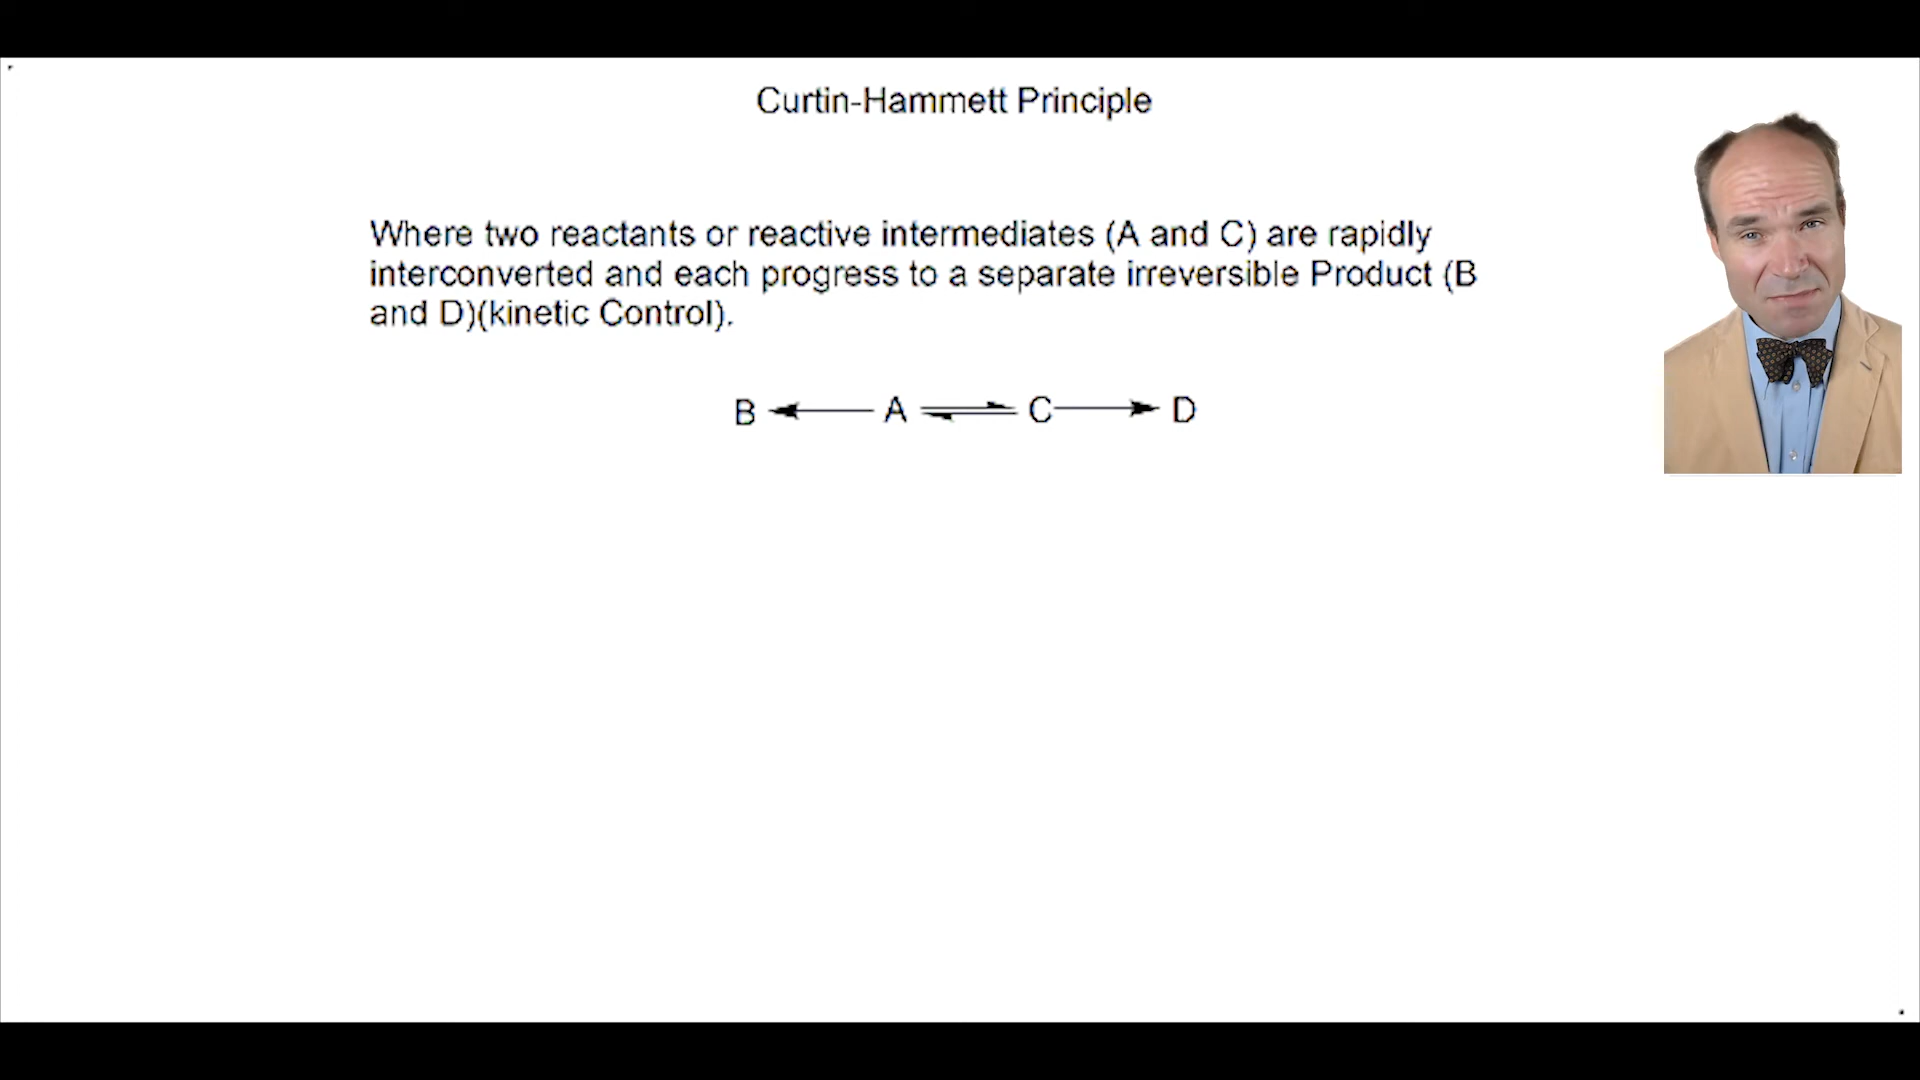 Curtin-Hammett Principle
Where two reactants or reactive intermediates (A and C) are rapidly
interconverted and each progress to a separate irreversible Product (B
and D)(kinetic Control).
B ← A ⇌ C → D